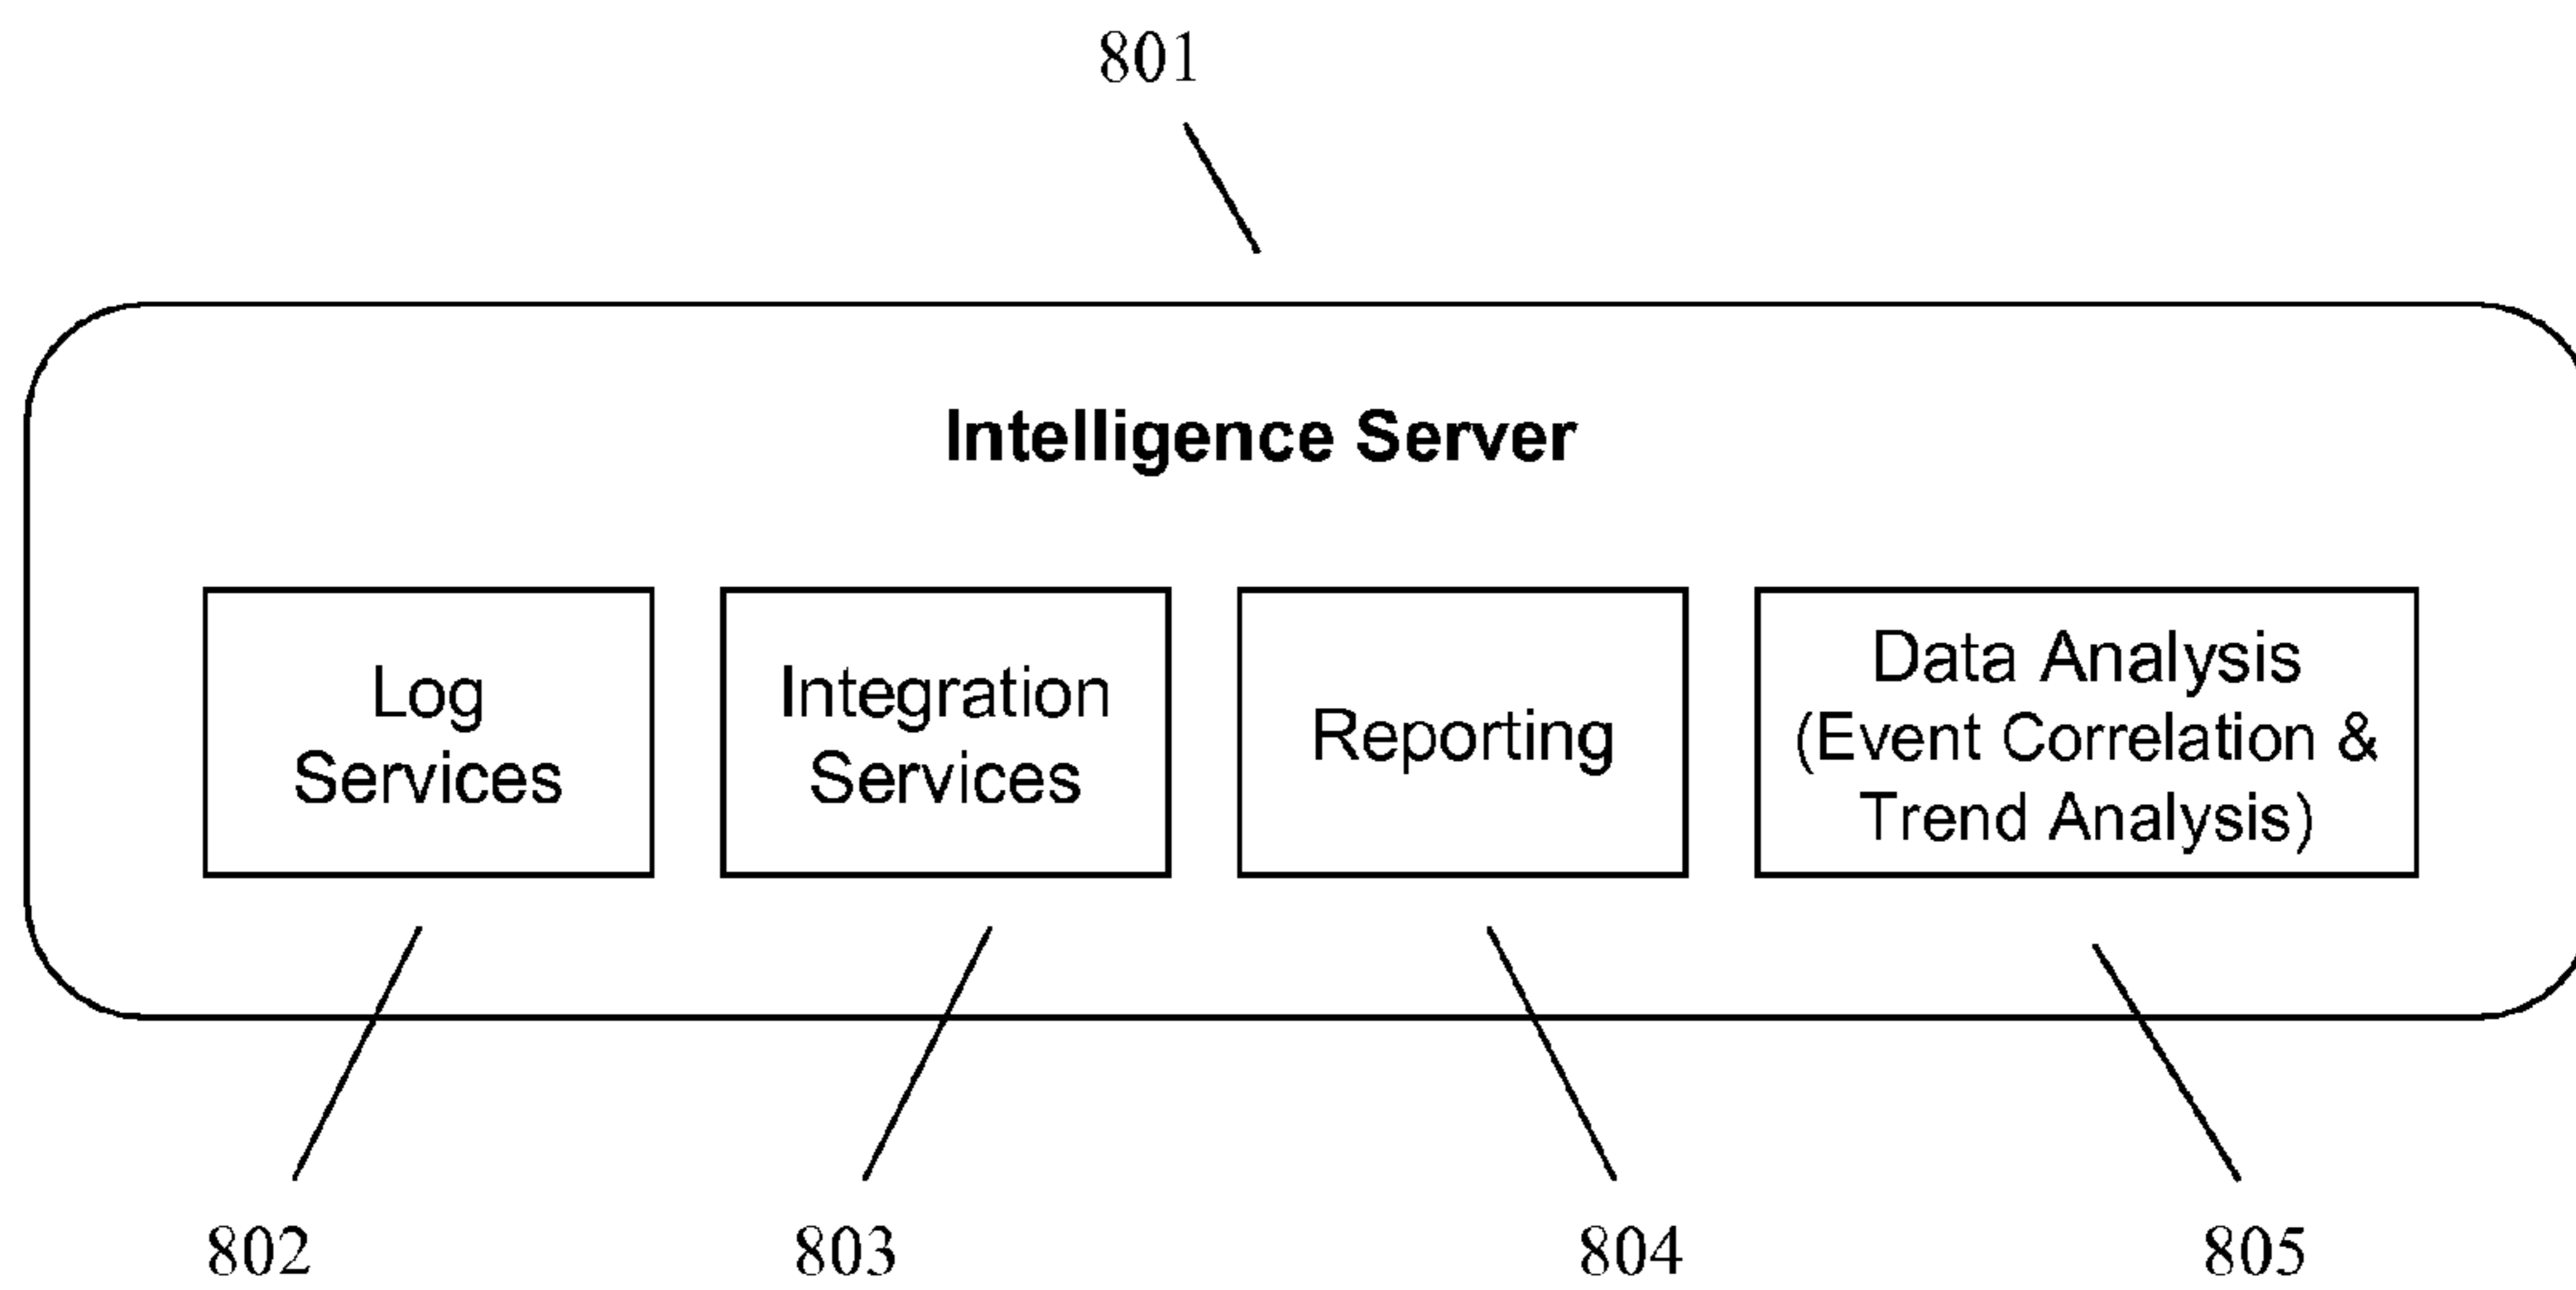 801
Intelligence Server
Log
Services
Integration
Services
Reporting
Data Analysis
(Event Correlation &
Trend Analysis)
802
803
804
805